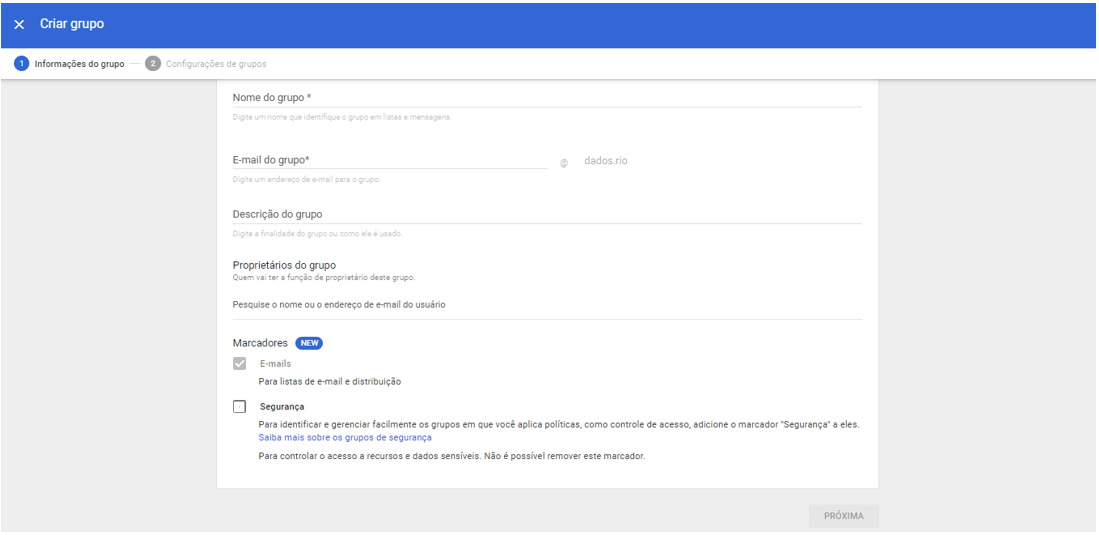 Criar grupo
1 Informações do grupo 2 Configurações de grupos
Nome do grupo *
Digite um nome que identifique o grupo em listas e mensagens.
E-mail do grupo* @ dados.rio
Digite um endereço de e-mail para o grupo.
Descrição do grupo
Digite a finalidade do grupo ou como ele é usado.
Proprietários do grupo
Quem vai ter a função de proprietário deste grupo.
Pesquise o nome ou o endereço de e-mail do usuário
Marcadores NEW
E-mails
Para listas de e-mail e distribuição
Segurança
Para identificar e gerenciar facilmente os grupos em que você aplica políticas, como controle de acesso, adicione o marcador "Segurança" a eles.
Saiba mais sobre os grupos de segurança
Para controlar o acesso a recursos e dados sensíveis. Não é possível remover este marcador.
PRÓXIMA